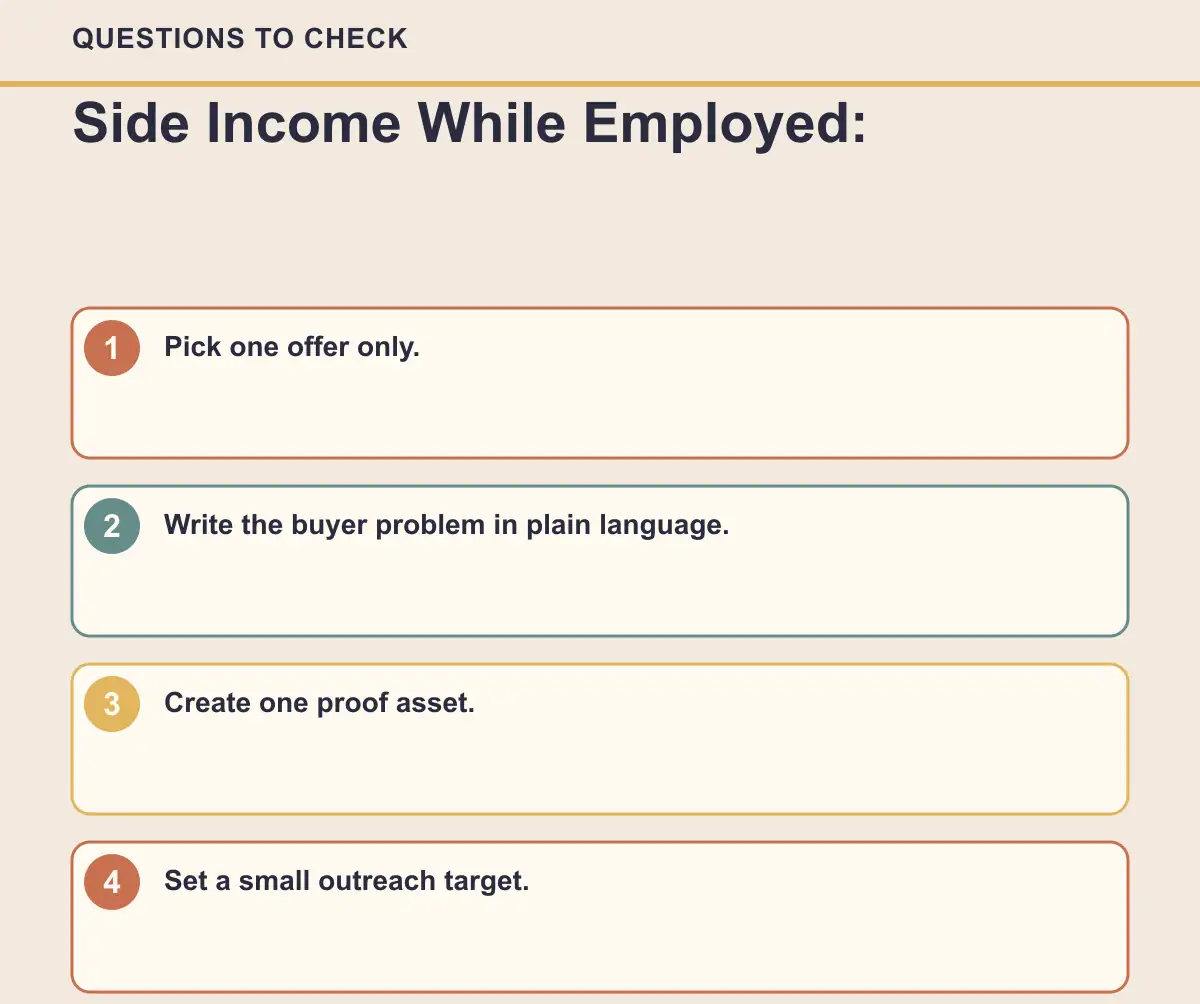 QUESTIONS TO CHECK
Side Income While Employed:
1 Pick one offer only.
2 Write the buyer problem in plain language.
3 Create one proof asset.
4 Set a small outreach target.